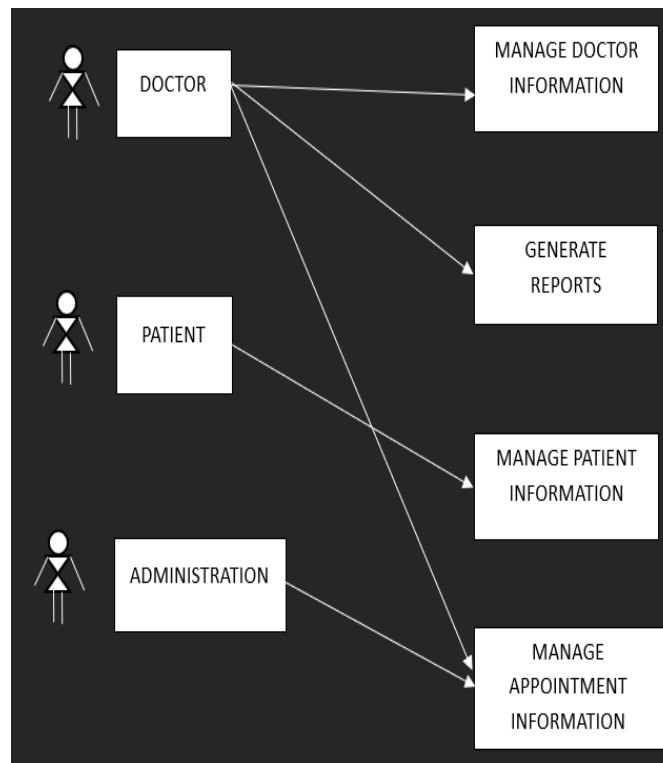 DOCTOR
MANAGE DOCTOR
INFORMATION
GENERATE
REPORTS
PATIENT
MANAGE PATIENT
INFORMATION
ADMINISTRATION
MANAGE
APPOINTMENT
INFORMATION